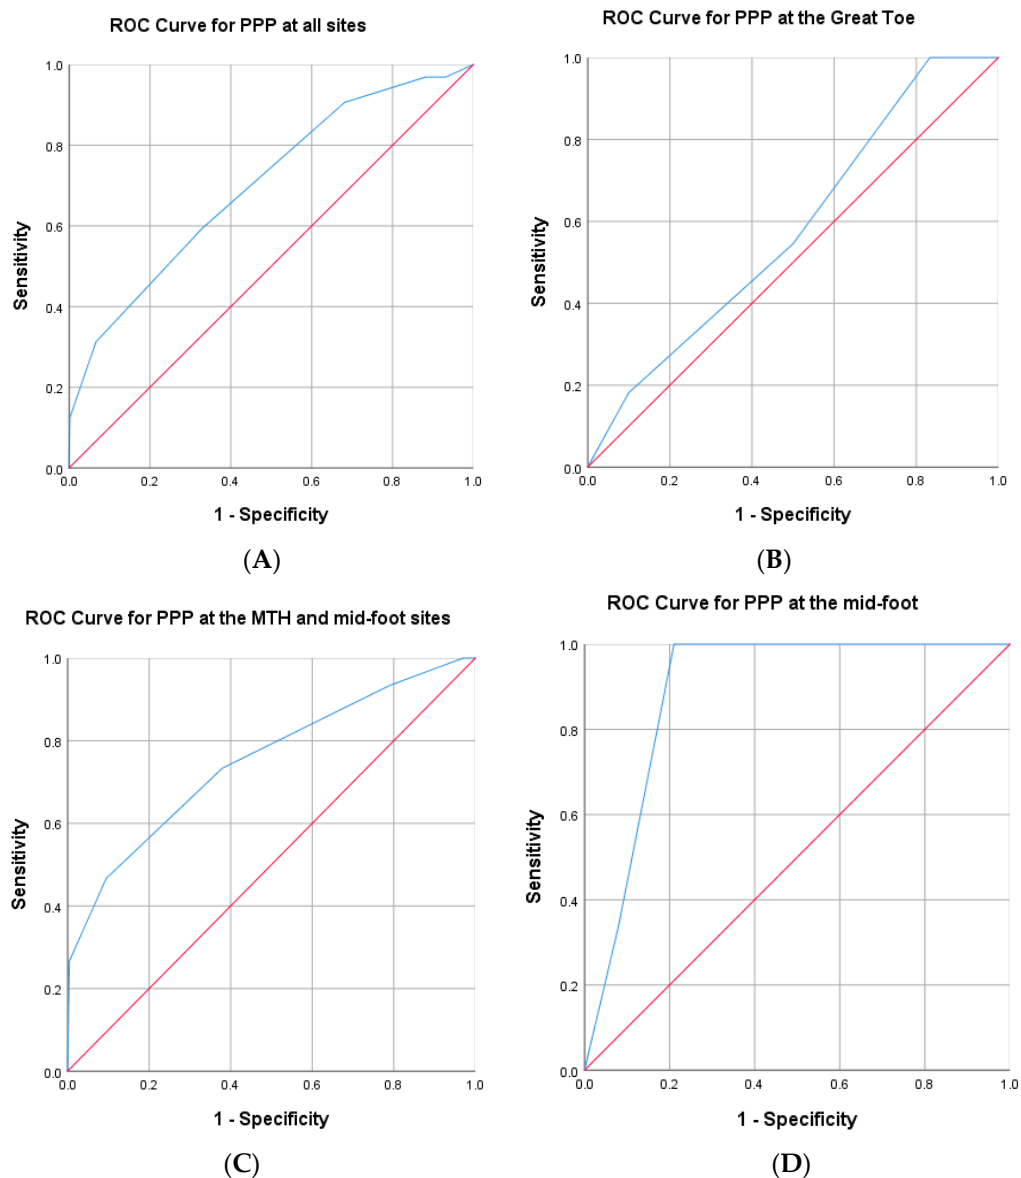 ROC Curve for PPP at all sites
1.0
0.8
0.6
0.4
0.2
0.0
Sensitivity
0.0 0.2 0.4 0.6 0.8 1.0
1 - Specificity
(A)
ROC Curve for PPP at the Great Toe
1.0
0.8
0.6
0.4
0.2
0.0
Sensitivity
0.0 0.2 0.4 0.6 0.8 1.0
1 - Specificity
(B)
ROC Curve for PPP at the MTH and mid-foot sites
1.0
0.8
0.6
0.4
0.2
0.0
Sensitivity
0.0 0.2 0.4 0.6 0.8 1.0
1 - Specificity
(C)
ROC Curve for PPP at the mid-foot
1.0
0.8
0.6
0.4
0.2
0.0
Sensitivity
0.0 0.2 0.4 0.6 0.8 1.0
1 - Specificity
(D)